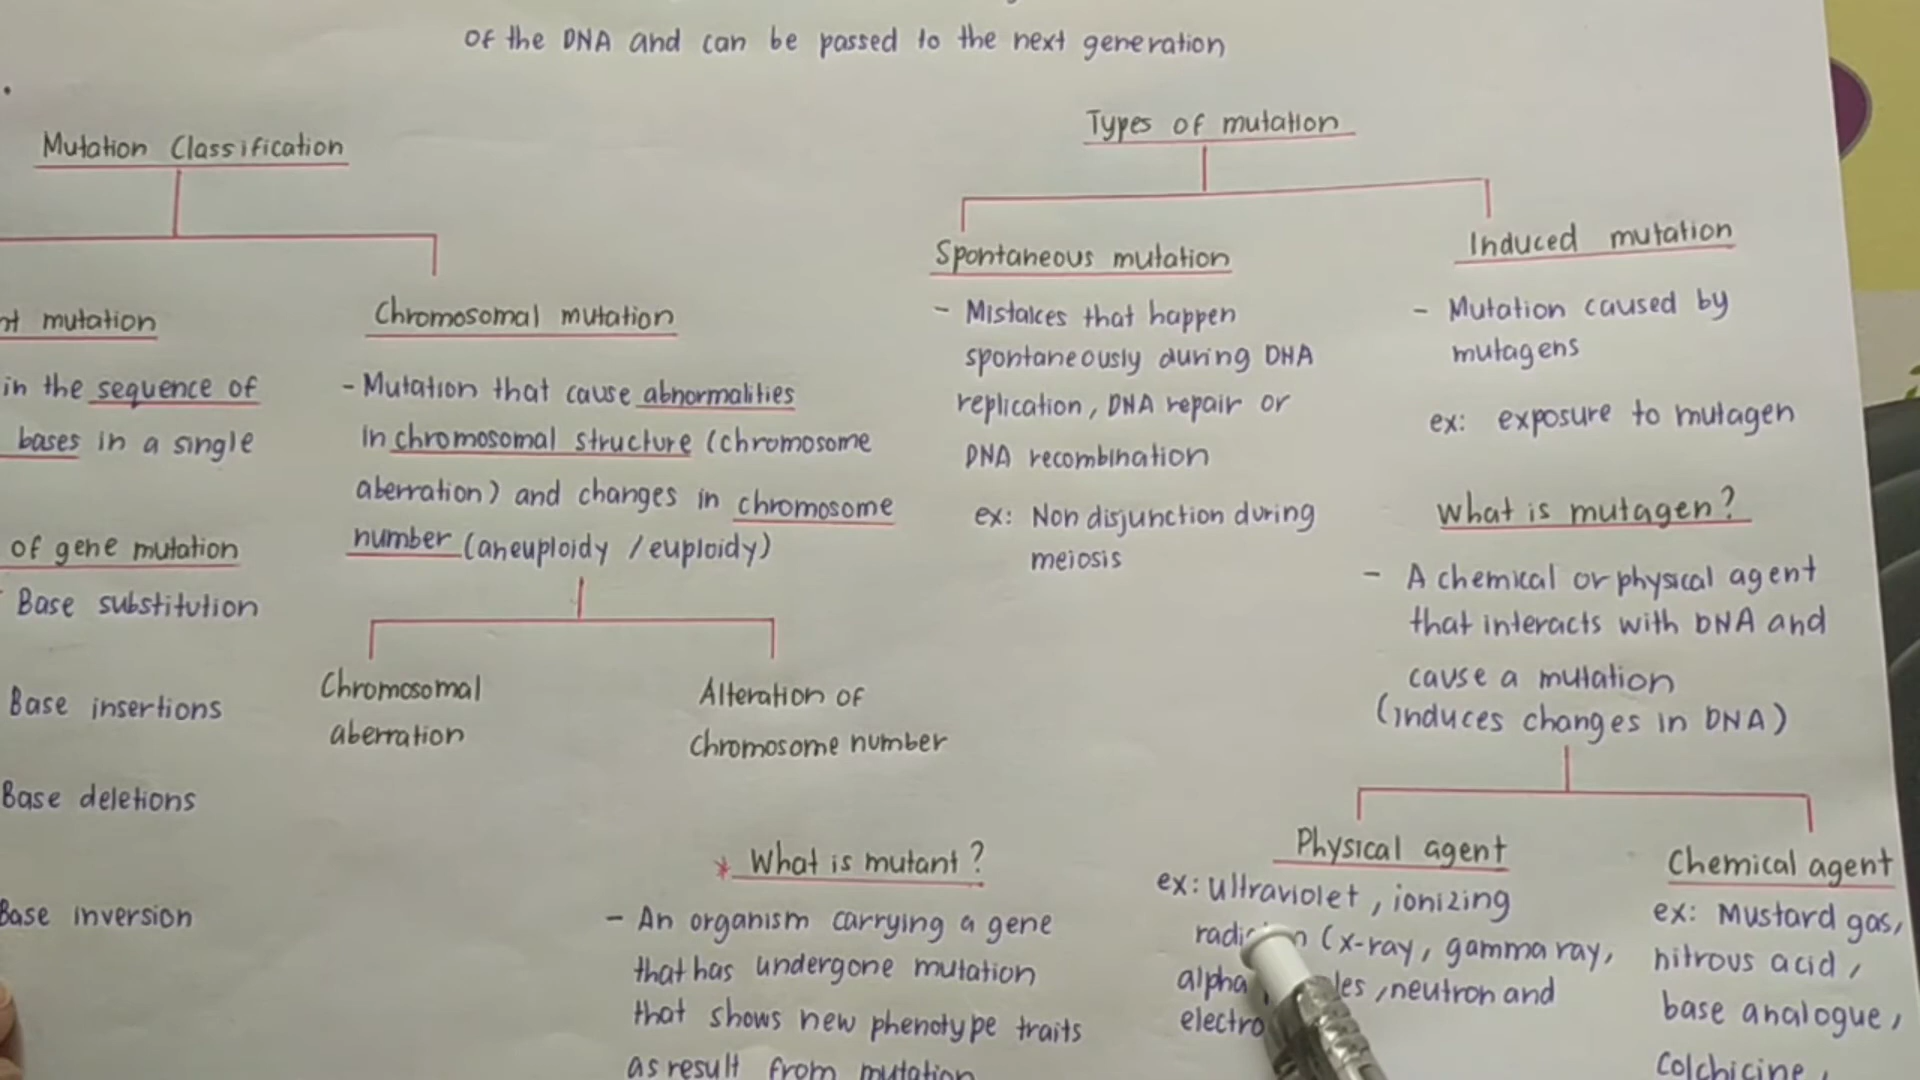 of the DNA and can be passed to the next generation
Mutation Classification
mutation
in the sequence of
bases in a single
of gene mutation
Base substitution
Base insertions
Base deletions
Base inversion
Chromosomal mutation
- Mutation that cause abnormalities
in chromosomal structure (chromosome
aberration) and changes in chromosome
number (aneuploidy / euploidy)
Chromosomal
aberration
Alteration of
chromosome number
* What is mutant?
- An organism carrying a gene
that has undergone mutation
that shows new phenotype traits
as result from mutation
Types of mutation
Spontaneous mutation
- Mistakes that happen
spontaneously during DNA
replication, DNA repair or
DNA recombination
ex: Non disjunction during
meiosis
Induced mutation
- Mutation caused by
mutagens
ex: exposure to mutagen
What is mutagen?
- A chemical or physical agent
that interacts with DNA and
cause a mutation
(induces changes in DNA)
Physical agent
ex: ultraviolet, ionizing
(x-ray, gamma ray,
alpha , neutron and
Chemical agent
ex: Mustard gas,
nitrous acid,
base analogue,
colchicine,